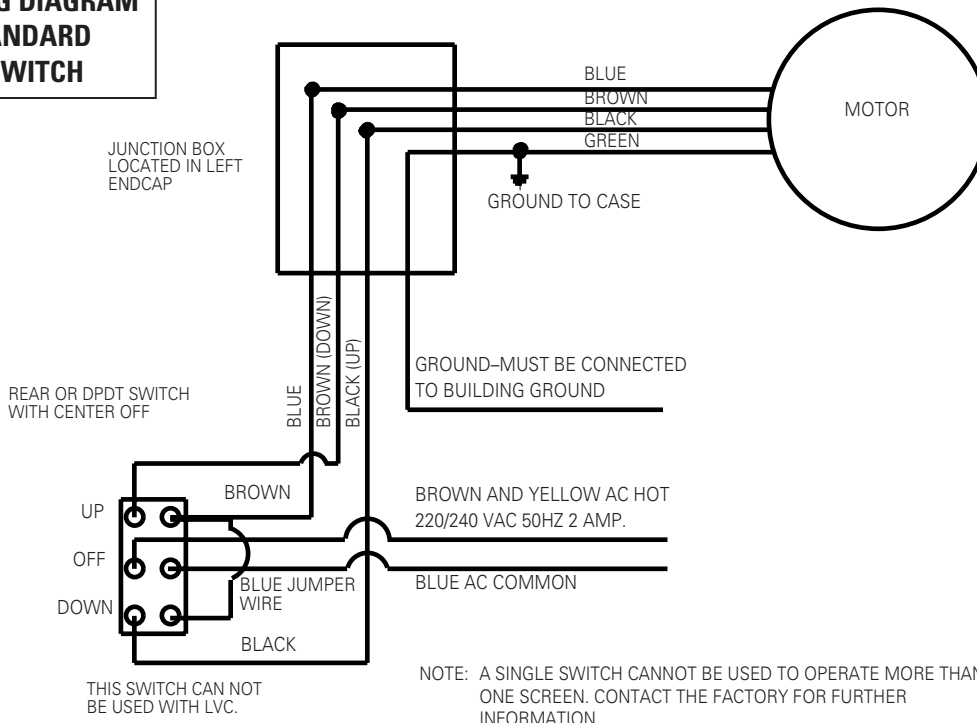 DIAGRAM
SWITCH
BLUE
BROWN
BLACK
GREEN
MOTOR
JUNCTION BOX
LOCATED IN LEFT
ENDCAP
GROUND TO CASE
BLUE
BROWN (DOWN)
BLACK (UP)
GROUND–MUST BE CONNECTED
TO BUILDING GROUND
REAR OR DPDT SWITCH
WITH CENTER OFF
UP
BROWN
BROWN AND YELLOW AC HOT
220/240 VAC 50HZ 2 AMP.
OFF
BLUE JUMPER
WIRE
BLUE AC COMMON
DOWN
BLACK
THIS SWITCH CAN NOT
BE USED WITH LVC.
NOTE: A SINGLE SWITCH CANNOT BE USED TO OPERATE MORE THAN
ONE SCREEN. CONTACT THE FACTORY FOR FURTHER
INFORMATION